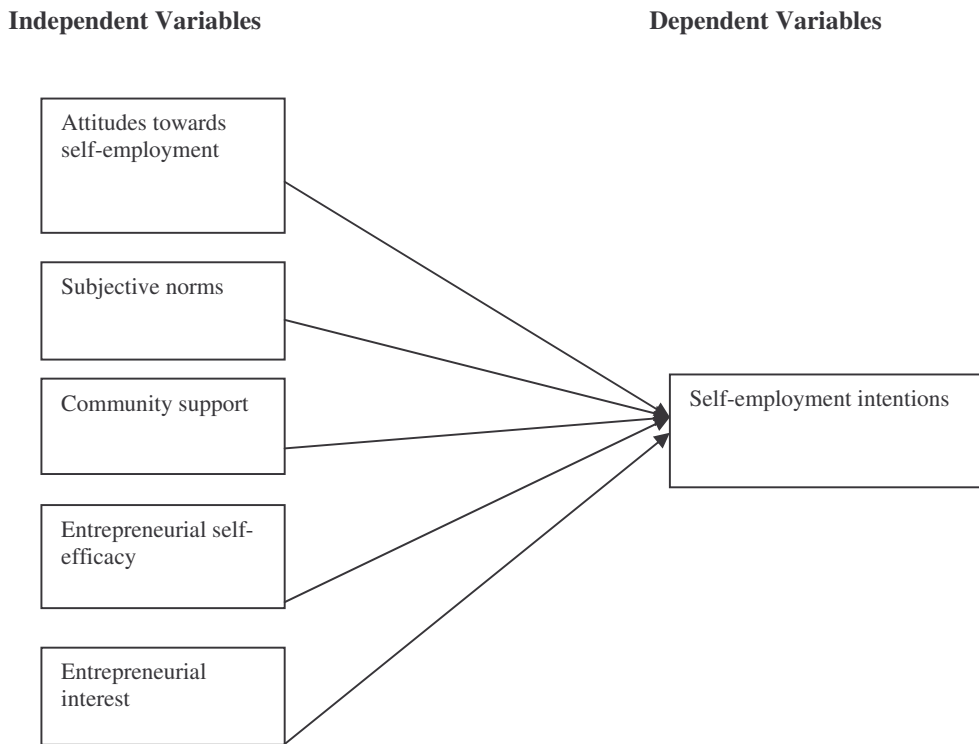 Independent Variables
Dependent Variables
Attitudes towards
self-employment
Subjective norms
Community support
Entrepreneurial self-
efficacy
Entrepreneurial
interest
Self-employment intentions